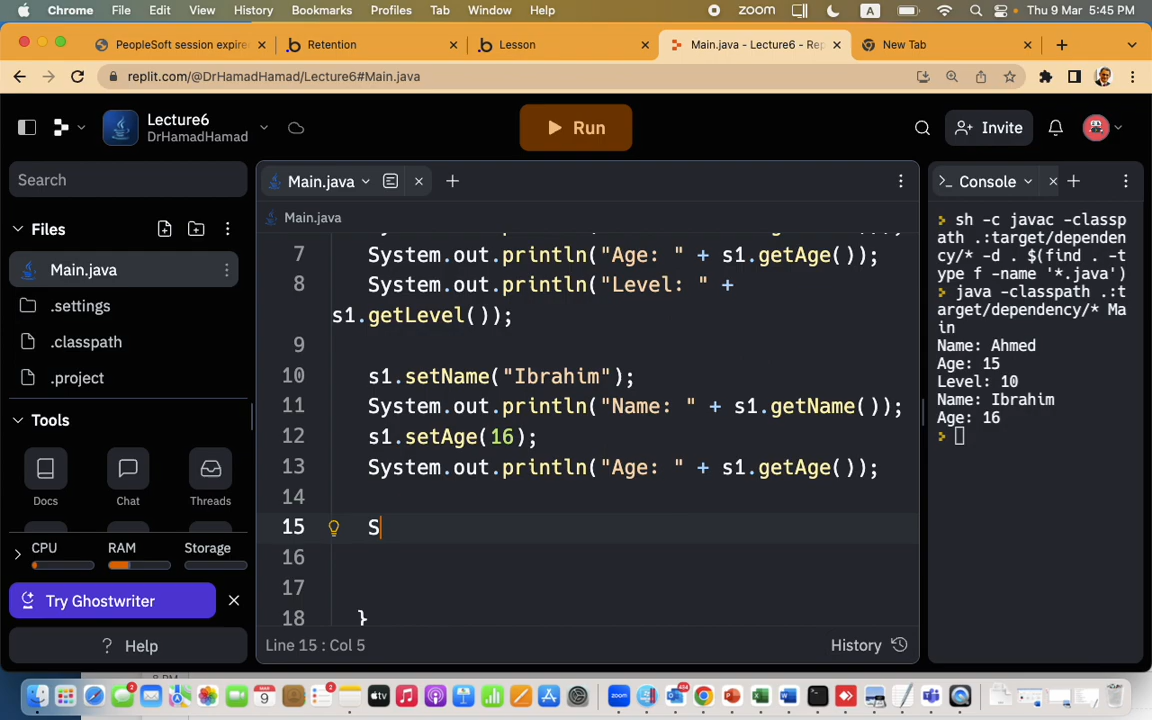 Chrome File Edit View History Bookmarks Profiles Tab Window Help zoom A Thu 9 Mar 5:45 PM
PeopleSoft session expire × Retention × Lesson × Main.java - Lecture6 - Rep × New Tab ×
replit.com/@DrHamadHamad/Lecture6#Main.java
Lecture6
DrHamadHamad
Run
Invite
Search
Files
Main.java
.settings
.classpath
.project
Tools
Docs Chat Threads
CPU RAM Storage
Try Ghostwriter
? Help
Main.java
Main.java
7 System.out.println("Age: " + s1.getAge());
8 System.out.println("Level: " +
s1.getLevel());
9
10 s1.setName("Ibrahim");
11 System.out.println("Name: " + s1.getName());
12 s1.setAge(16);
13 System.out.println("Age: " + s1.getAge());
14
15 S
16
17
18 }
Line 15 : Col 5
History
Console
sh -c javac -classp
ath .:target/dependen
cy/* -d . $(find . -t
ype f -name '*.java')
java -classpath .:t
arget/dependency/* Ma
in
Name: Ahmed
Age: 15
Level: 10
Name: Ibrahim
Age: 16